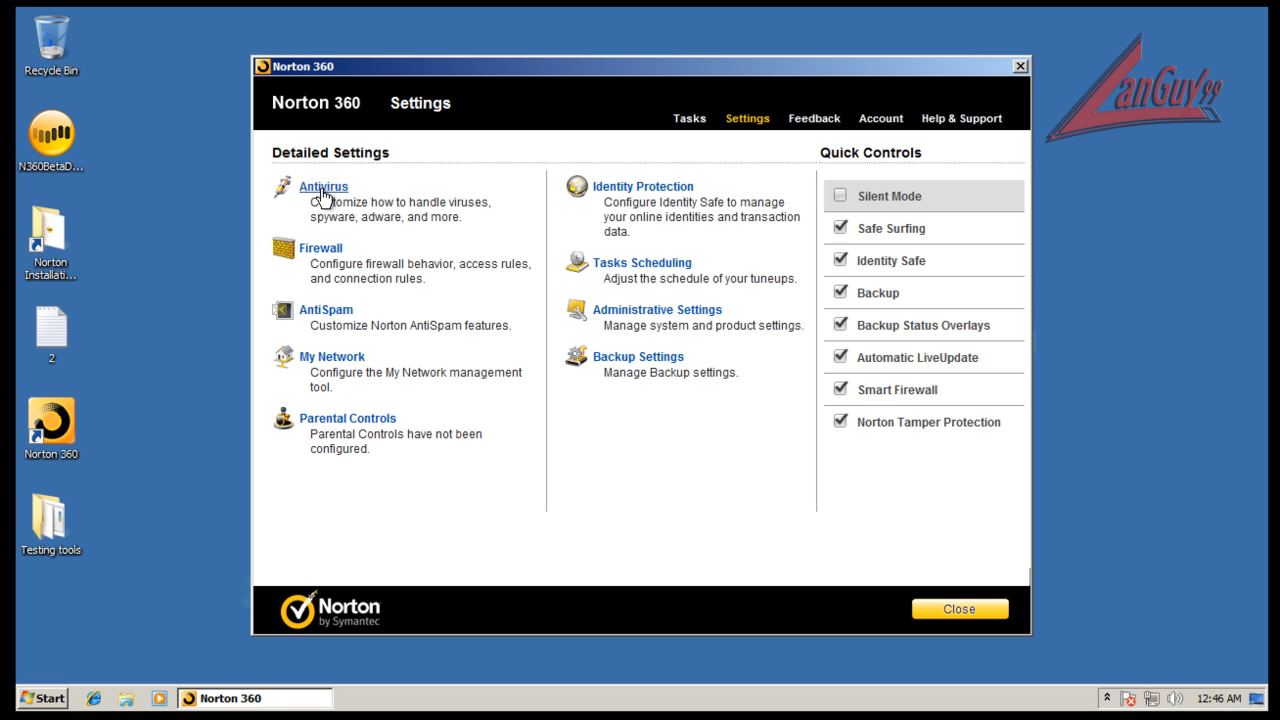 Recycle Bin
N360BetaD...
Norton
Installati...
2
Norton 360
Testing tools
LanGuy99
Norton 360
Norton 360 Settings
Tasks Settings Feedback Account Help & Support
Detailed Settings
Antivirus
Customize how to handle viruses,
spyware, adware, and more.
Firewall
Configure firewall behavior, access rules,
and connection rules.
AntiSpam
Customize Norton AntiSpam features.
My Network
Configure the My Network management
tool.
Parental Controls
Parental Controls have not been
configured.
Identity Protection
Configure Identity Safe to manage
your online identities and transaction
data.
Tasks Scheduling
Adjust the schedule of your tuneups.
Administrative Settings
Manage system and product settings.
Backup Settings
Manage Backup settings.
Quick Controls
Silent Mode
Safe Surfing
Identity Safe
Backup
Backup Status Overlays
Automatic LiveUpdate
Smart Firewall
Norton Tamper Protection
Norton
by Symantec
Close
Start
Norton 360
12:46 AM